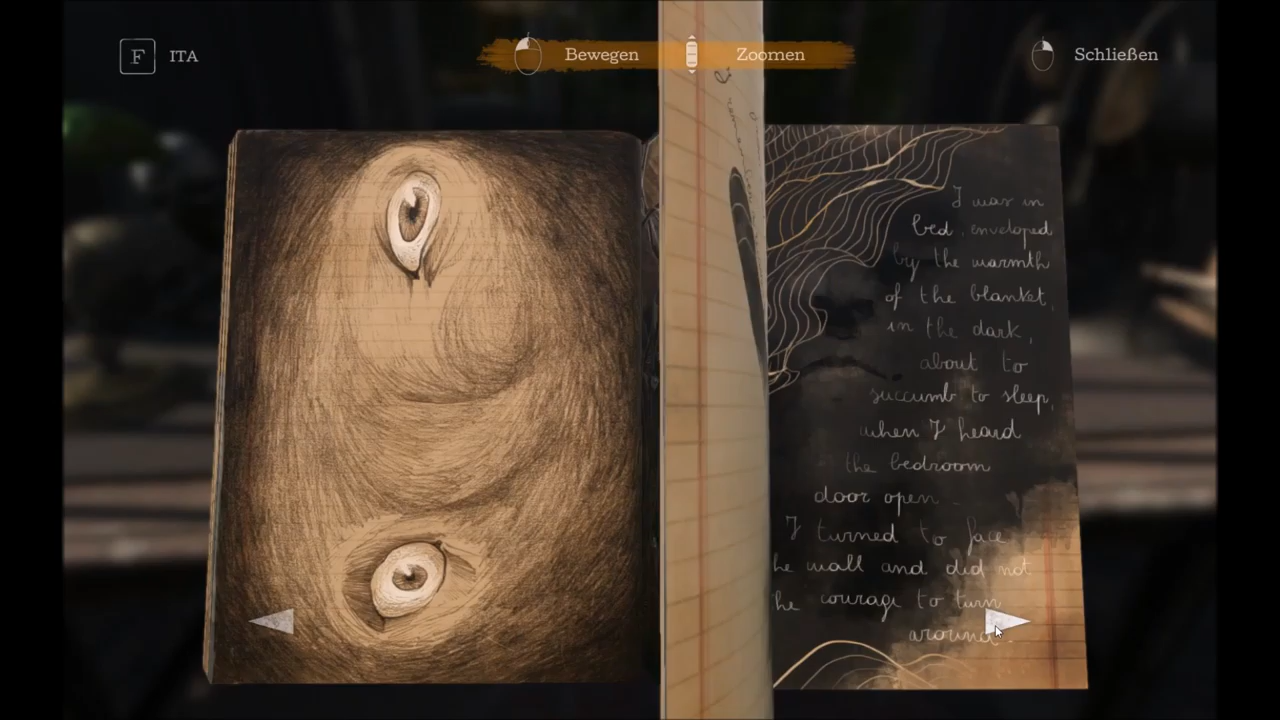 F ITA
Bewegen
Zoomen
Schließen
I was in
bed, enveloped
by the warmth
of the blanket,
in the dark,
about to
succumb to sleep,
when I heard
the bedroom
door open
I turned to face
he wall and did not
he courage to turn
around.